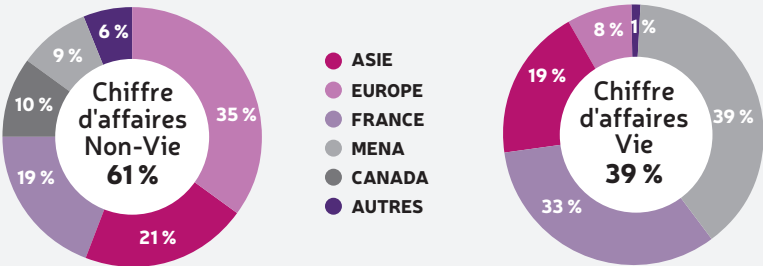 6 %
9 %
10 %
19 %
21 %
35 %
Chiffre
d'affaires
Non-Vie
61 %
ASIE
EUROPE
FRANCE
MENA
CANADA
AUTRES
8 %
1 %
19 %
39 %
33 %
Chiffre
d'affaires
Vie
39 %